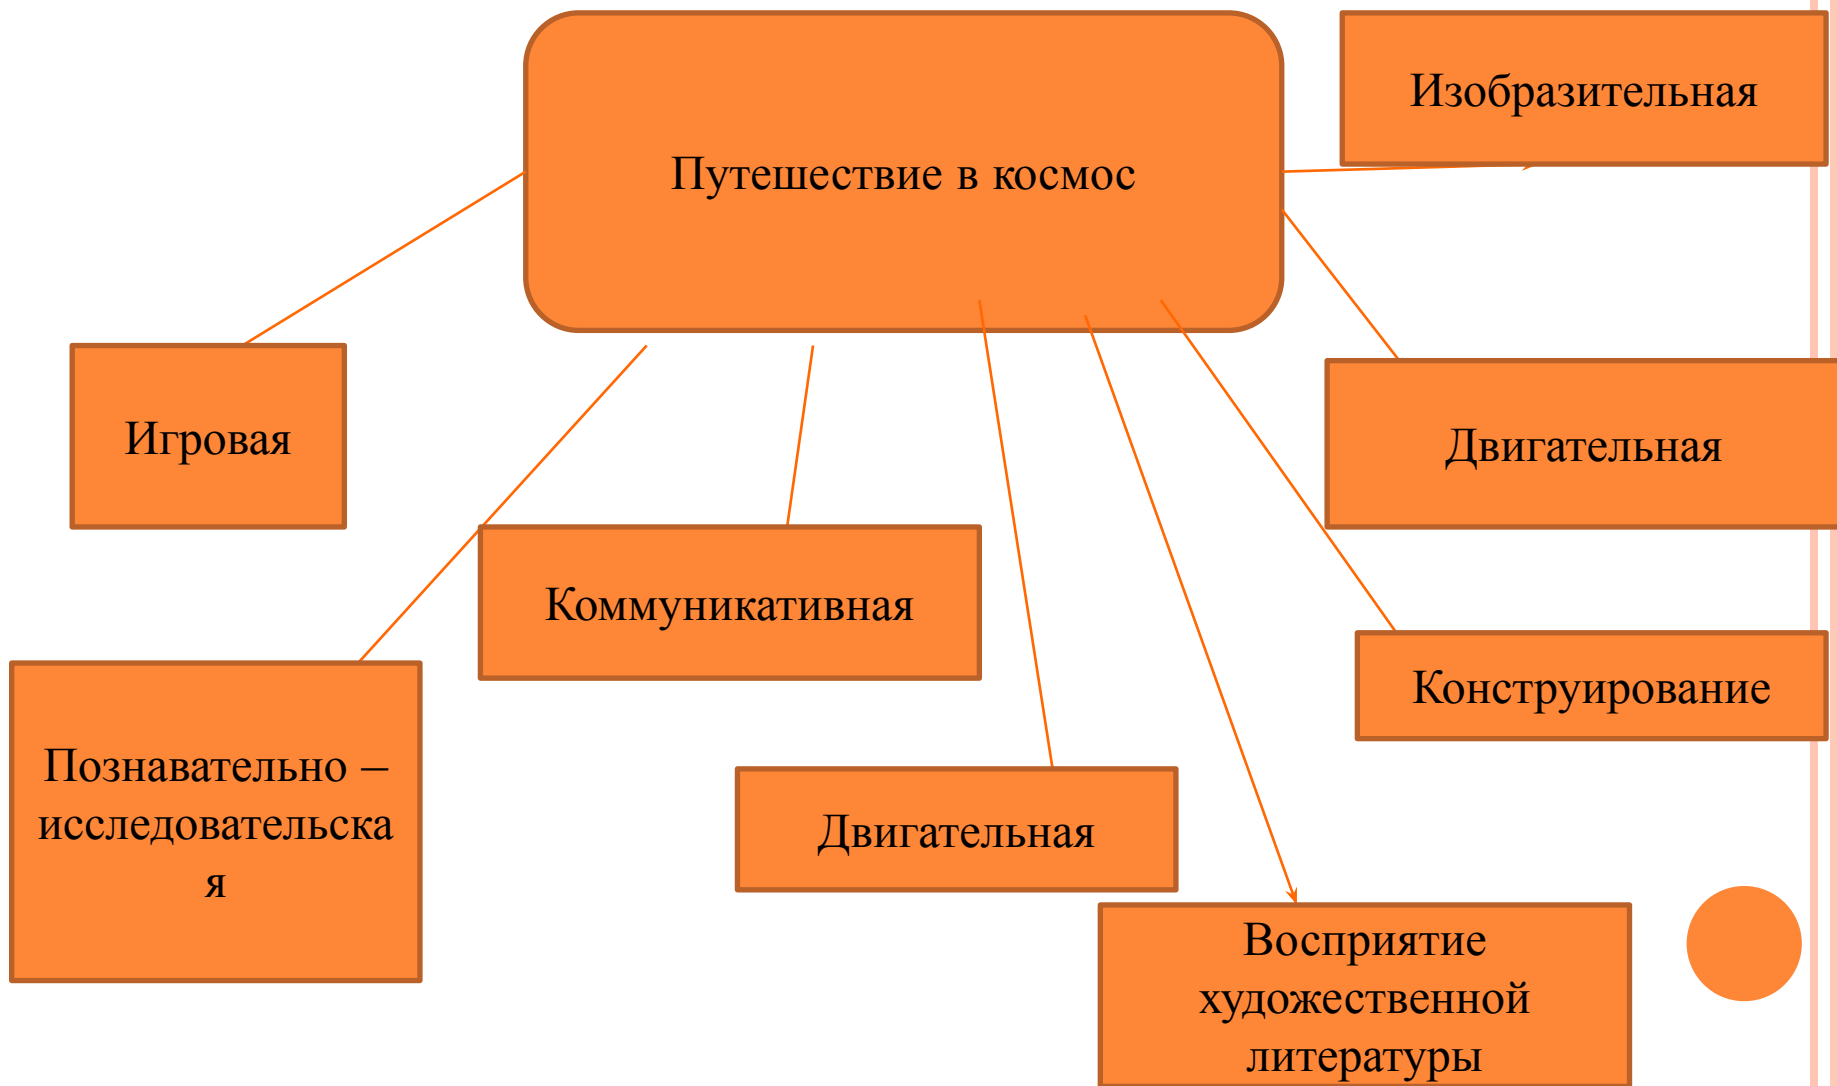 Путешествие в космос
Изобразительная
Игровая
Двигательная
Коммуникативная
Конструирование
Познавательно –
исследовательска
я
Двигательная
Восприятие
художественной
литературы